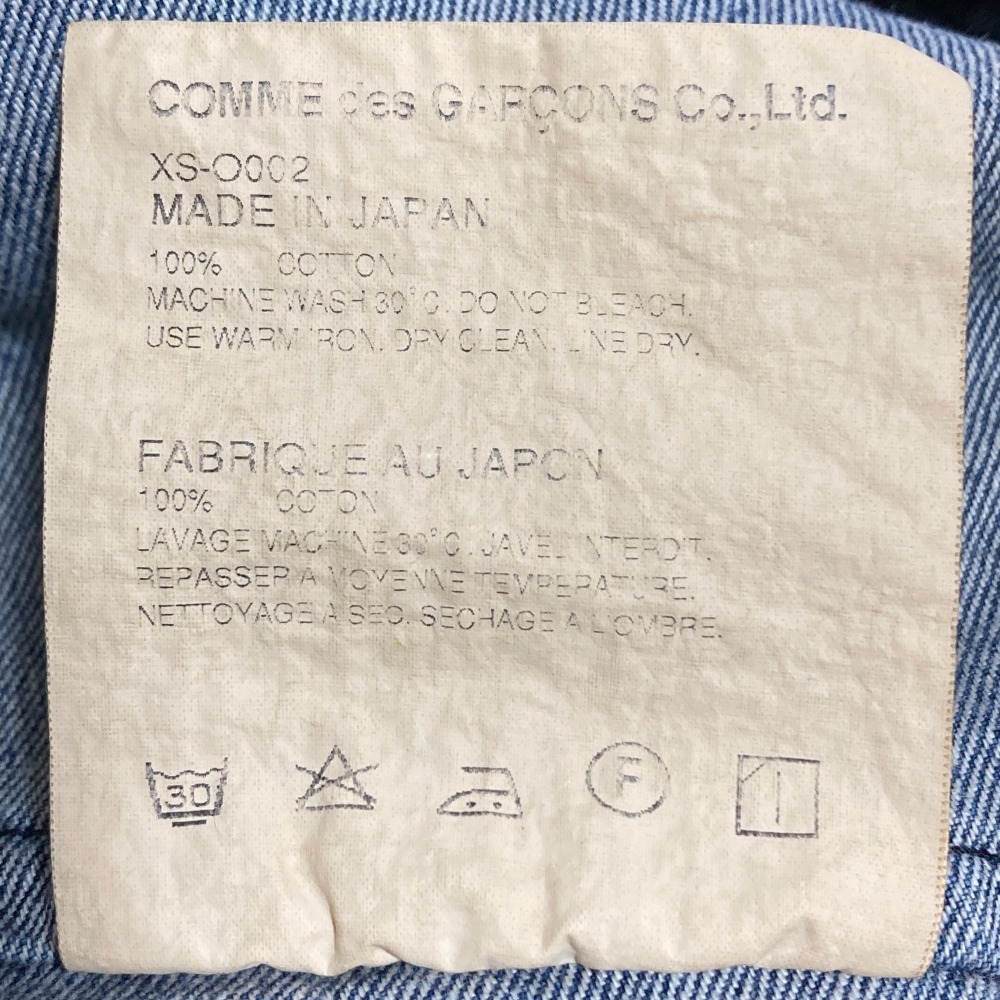 COMME des GARÇONS Co.,Ltd.
XS-O002
MADE IN JAPAN
100% COTTON
MACHINE WASH 30°C. DO NOT BLEACH.
USE WARM IRON. DRY CLEAN. LINE DRY.
FABRIQUE AU JAPON
100% COTON
LAVAGE MACHINE 30°C. JAVEL INTERDIT.
REPASSER A MOYENNE TEMPERATURE.
NETTOYAGE A SEC. SECHAGE A L'OMBRE.
30 F